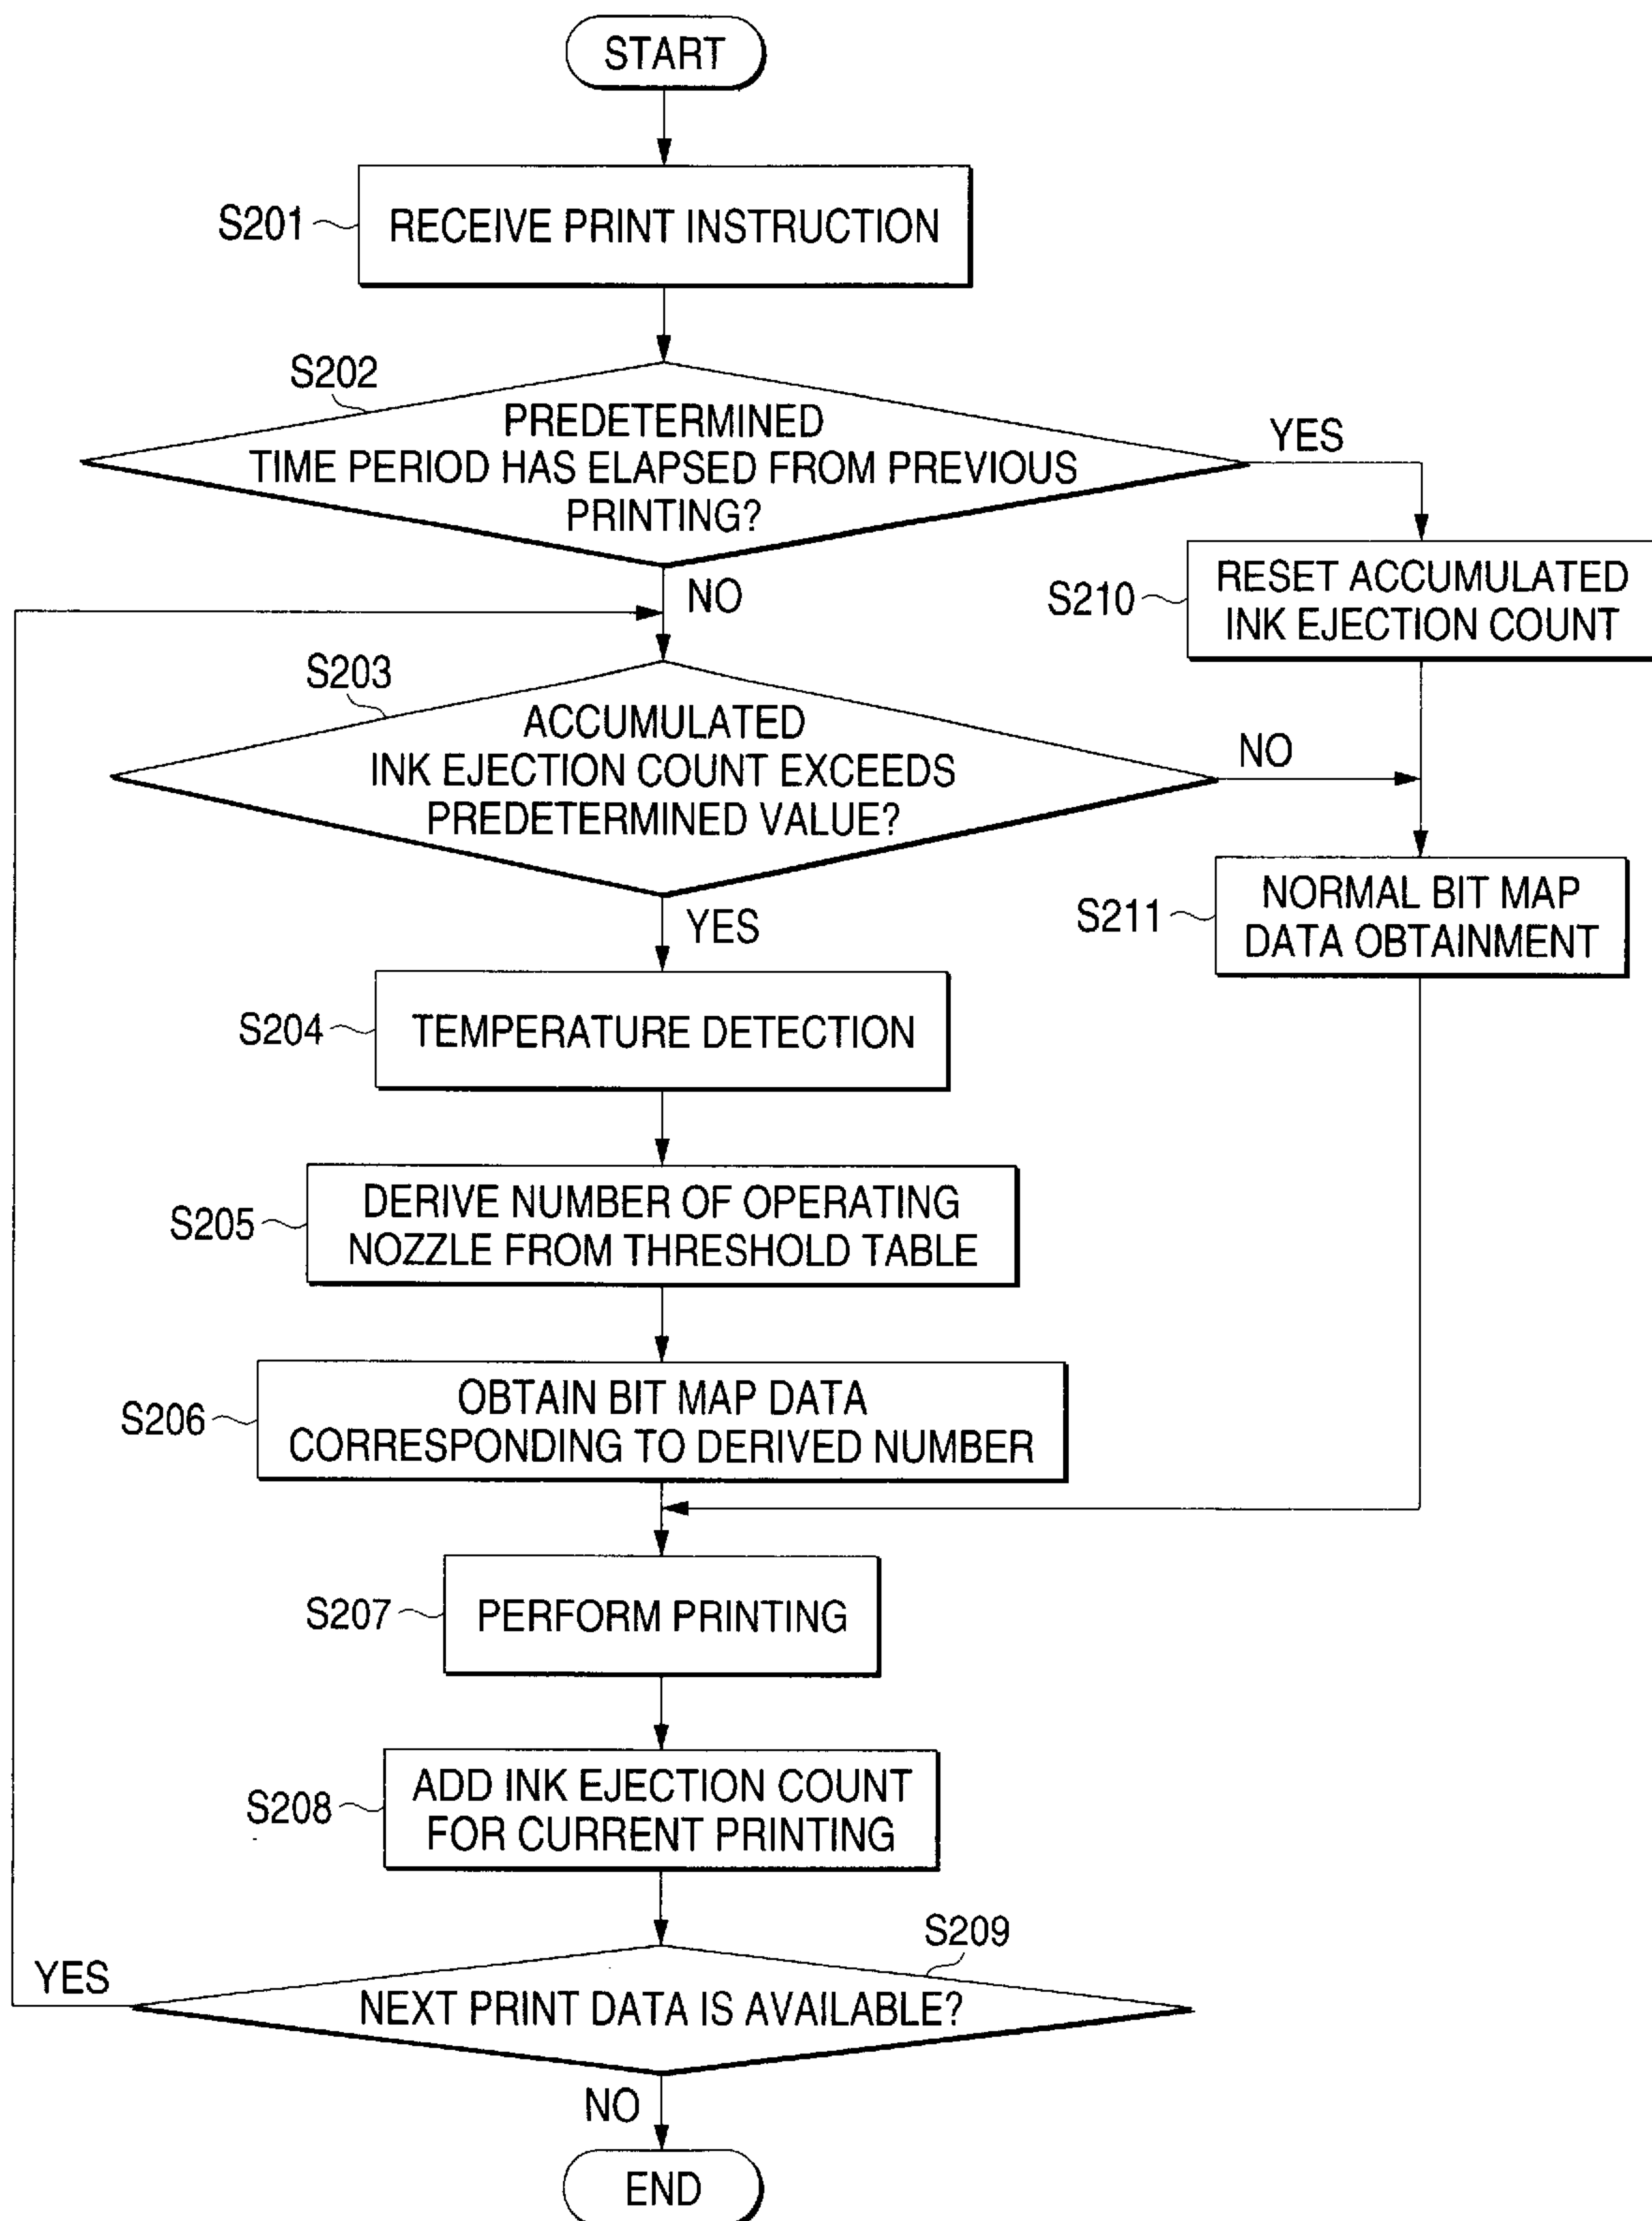 START
S201
RECEIVE PRINT INSTRUCTION
S202
PREDETERMINED
TIME PERIOD HAS ELAPSED FROM PREVIOUS
PRINTING?
YES
NO
S210
RESET ACCUMULATED
INK EJECTION COUNT
S203
ACCUMULATED
INK EJECTION COUNT EXCEEDS
PREDETERMINED VALUE?
NO
YES
S211
NORMAL BIT MAP
DATA OBTAINMENT
S204
TEMPERATURE DETECTION
S205
DERIVE NUMBER OF OPERATING
NOZZLE FROM THRESHOLD TABLE
S206
OBTAIN BIT MAP DATA
CORRESPONDING TO DERIVED NUMBER
S207
PERFORM PRINTING
S208
ADD INK EJECTION COUNT
FOR CURRENT PRINTING
S209
YES
NEXT PRINT DATA IS AVAILABLE?
NO
END